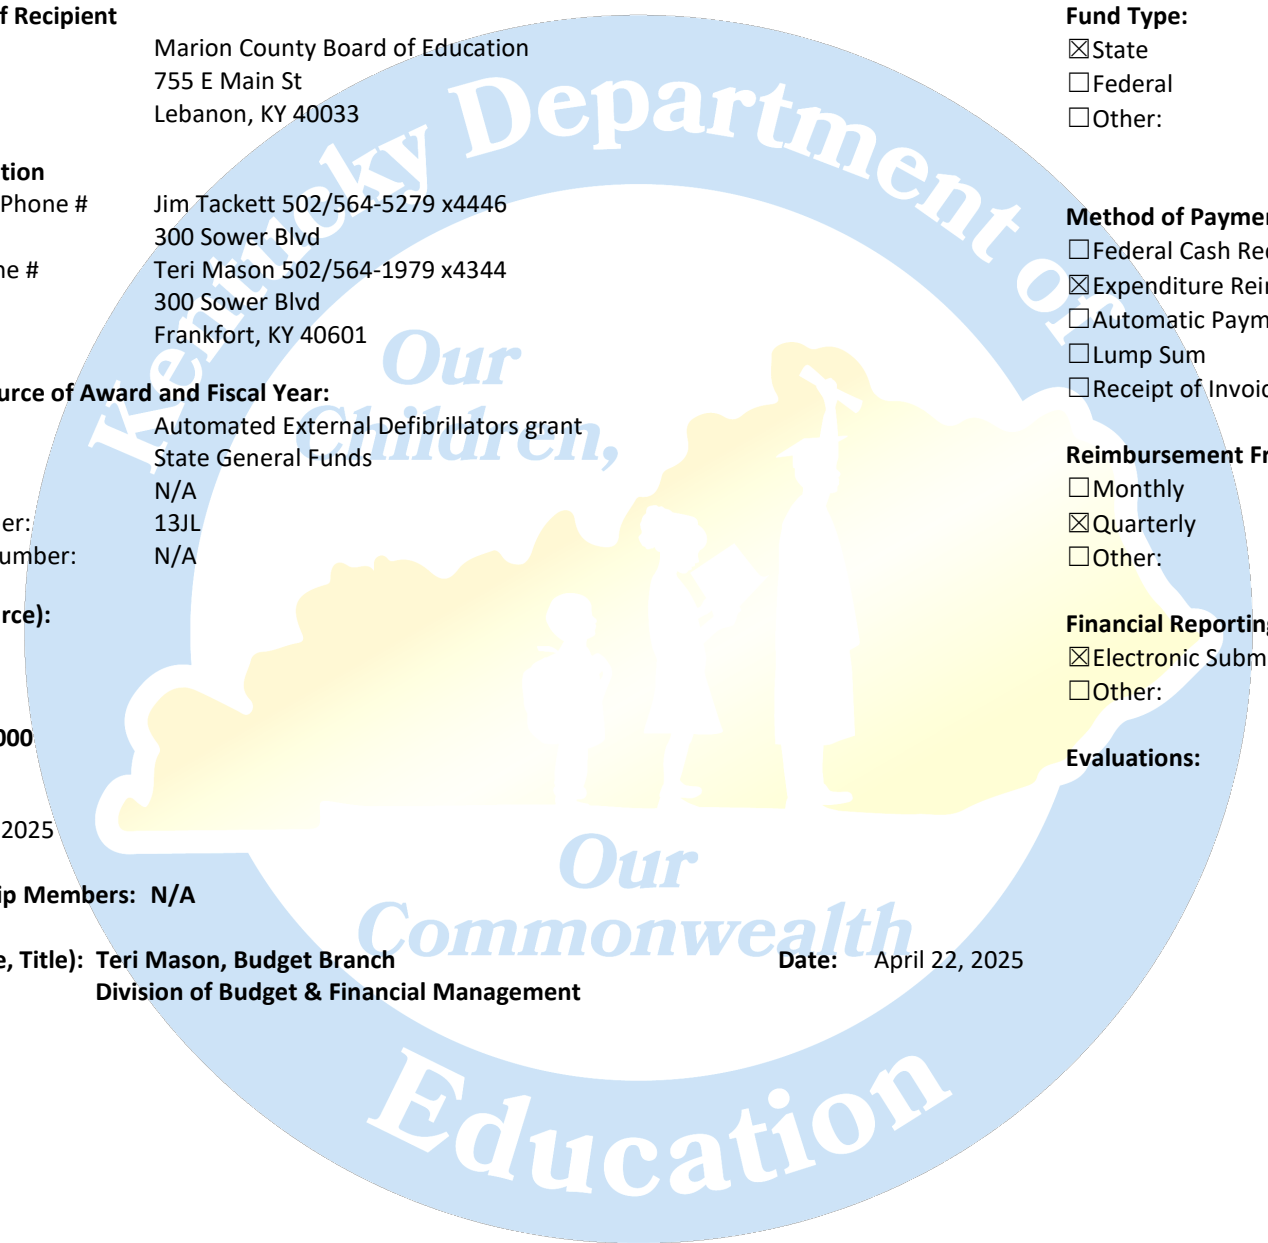 f Recipient
Marion County Board of Education
755 E Main St
Lebanon, KY 40033
tion
Phone # Jim Tackett 502/564-5279 x4446
300 Sower Blvd
ne # Teri Mason 502/564-1979 x4344
300 Sower Blvd
Frankfort, KY 40601
urce of Award and Fiscal Year:
Automated External Defibrillators grant
State General Funds
N/A
er: 13JL
umber: N/A
rce):
000
2025
ip Members: N/A
e, Title): Teri Mason, Budget Branch
Division of Budget & Financial Management
Date: April 22, 2025
Fund Type:
☒State
☐Federal
☐Other:
Method of Paymen
☐Federal Cash Req
☒Expenditure Reim
☐Automatic Paym
☐Lump Sum
☐Receipt of Invoic
Reimbursement Fr
☐Monthly
☒Quarterly
☐Other:
Financial Reporting
☒Electronic Subm
☐Other:
Evaluations:
Kentucky Department of
Education
Our
Children,
Our
Commonwealth